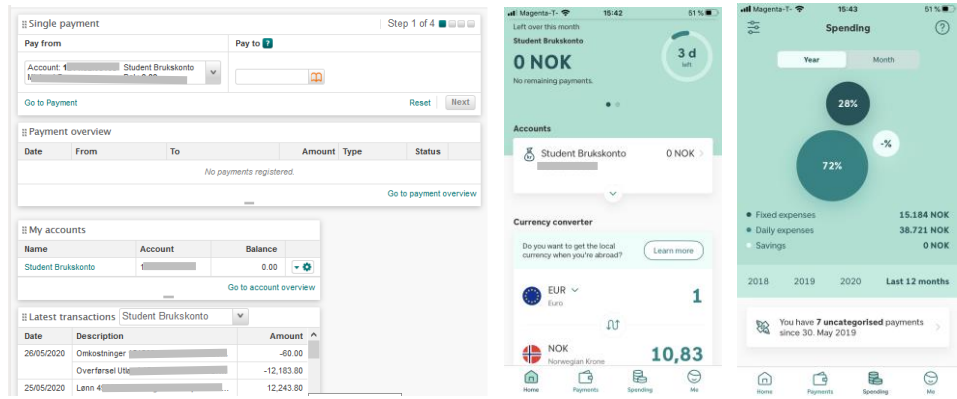 Single payment
Step 1 of 4
Pay from
Pay to ?
Account: 1
Student Brukskonto
Go to Payment
Reset
Next
Payment overview
Date From To Amount Type Status
No payments registered.
Go to payment overview
My accounts
Name Account Balance
Student Brukskonto 1 0.00
Go to account overview
Latest transactions Student Brukskonto
Date Description Amount
26/05/2020 Omkostninger -60.00
Overførsel Utla -12,183.80
25/05/2020 Lønn 4 ... 12,243.80
Magenta-T- 15:42 51 %
Left over this month
Student Brukskonto
0 NOK
No remaining payments.
3 d
left
Accounts
Student Brukskonto 0 NOK
Currency converter
Do you want to get the local
currency when you're abroad?
Learn more
EUR
Euro
1
NOK
Norwegian Krone
10,83
Home Payments Spending Me
Magenta-T- 15:43 51 %
Spending ?
Year Month
28%
-%
72%
Fixed expenses 15.184 NOK
Daily expenses 38.721 NOK
Savings 0 NOK
2018 2019 2020 Last 12 months
You have 7 uncategorised payments
since 30. May 2019
Home Payments Spending Me